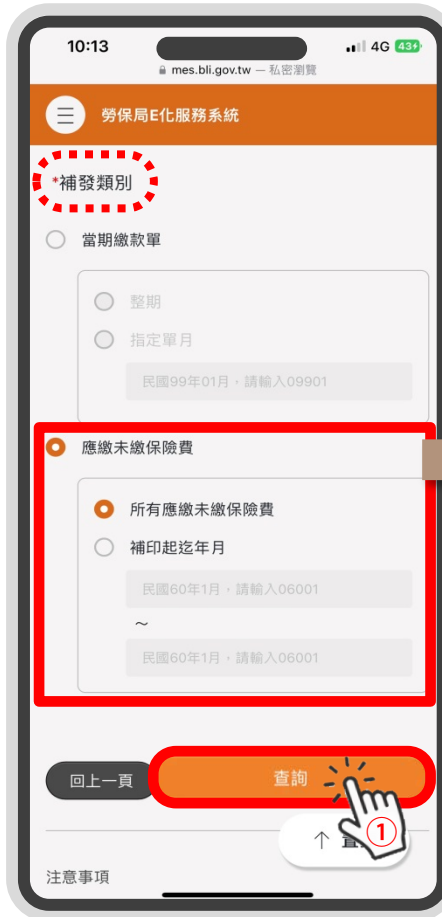 10:13
4G 43
mes.bli.gov.tw — 私密瀏覽
勞保局E化服務系統
*補發類別
當期繳款單
整期
指定單月
民國99年01月，請輸入09901
應繳未繳保險費
所有應繳未繳保險費
補印起迄年月
民國60年1月，請輸入06001
～
民國60年1月，請輸入06001
回上一頁
查詢
↑
①
注意事項